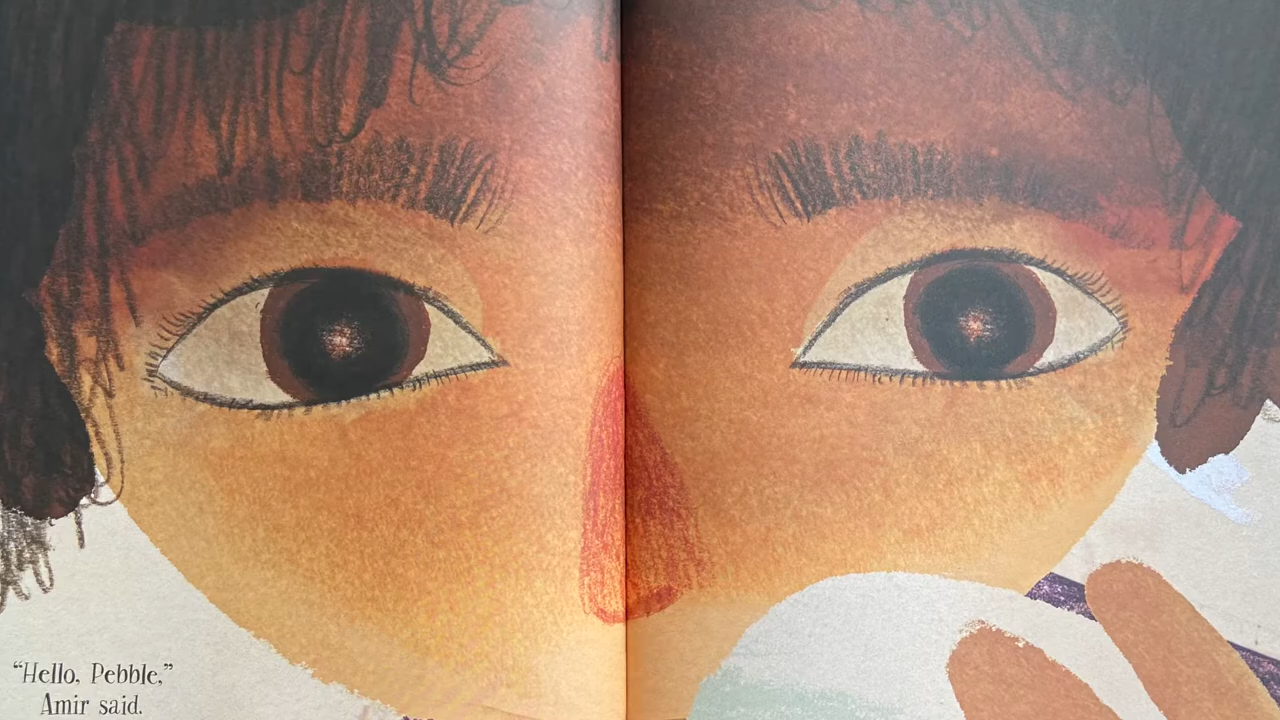 “Hello, Pebble,”
Amir said.